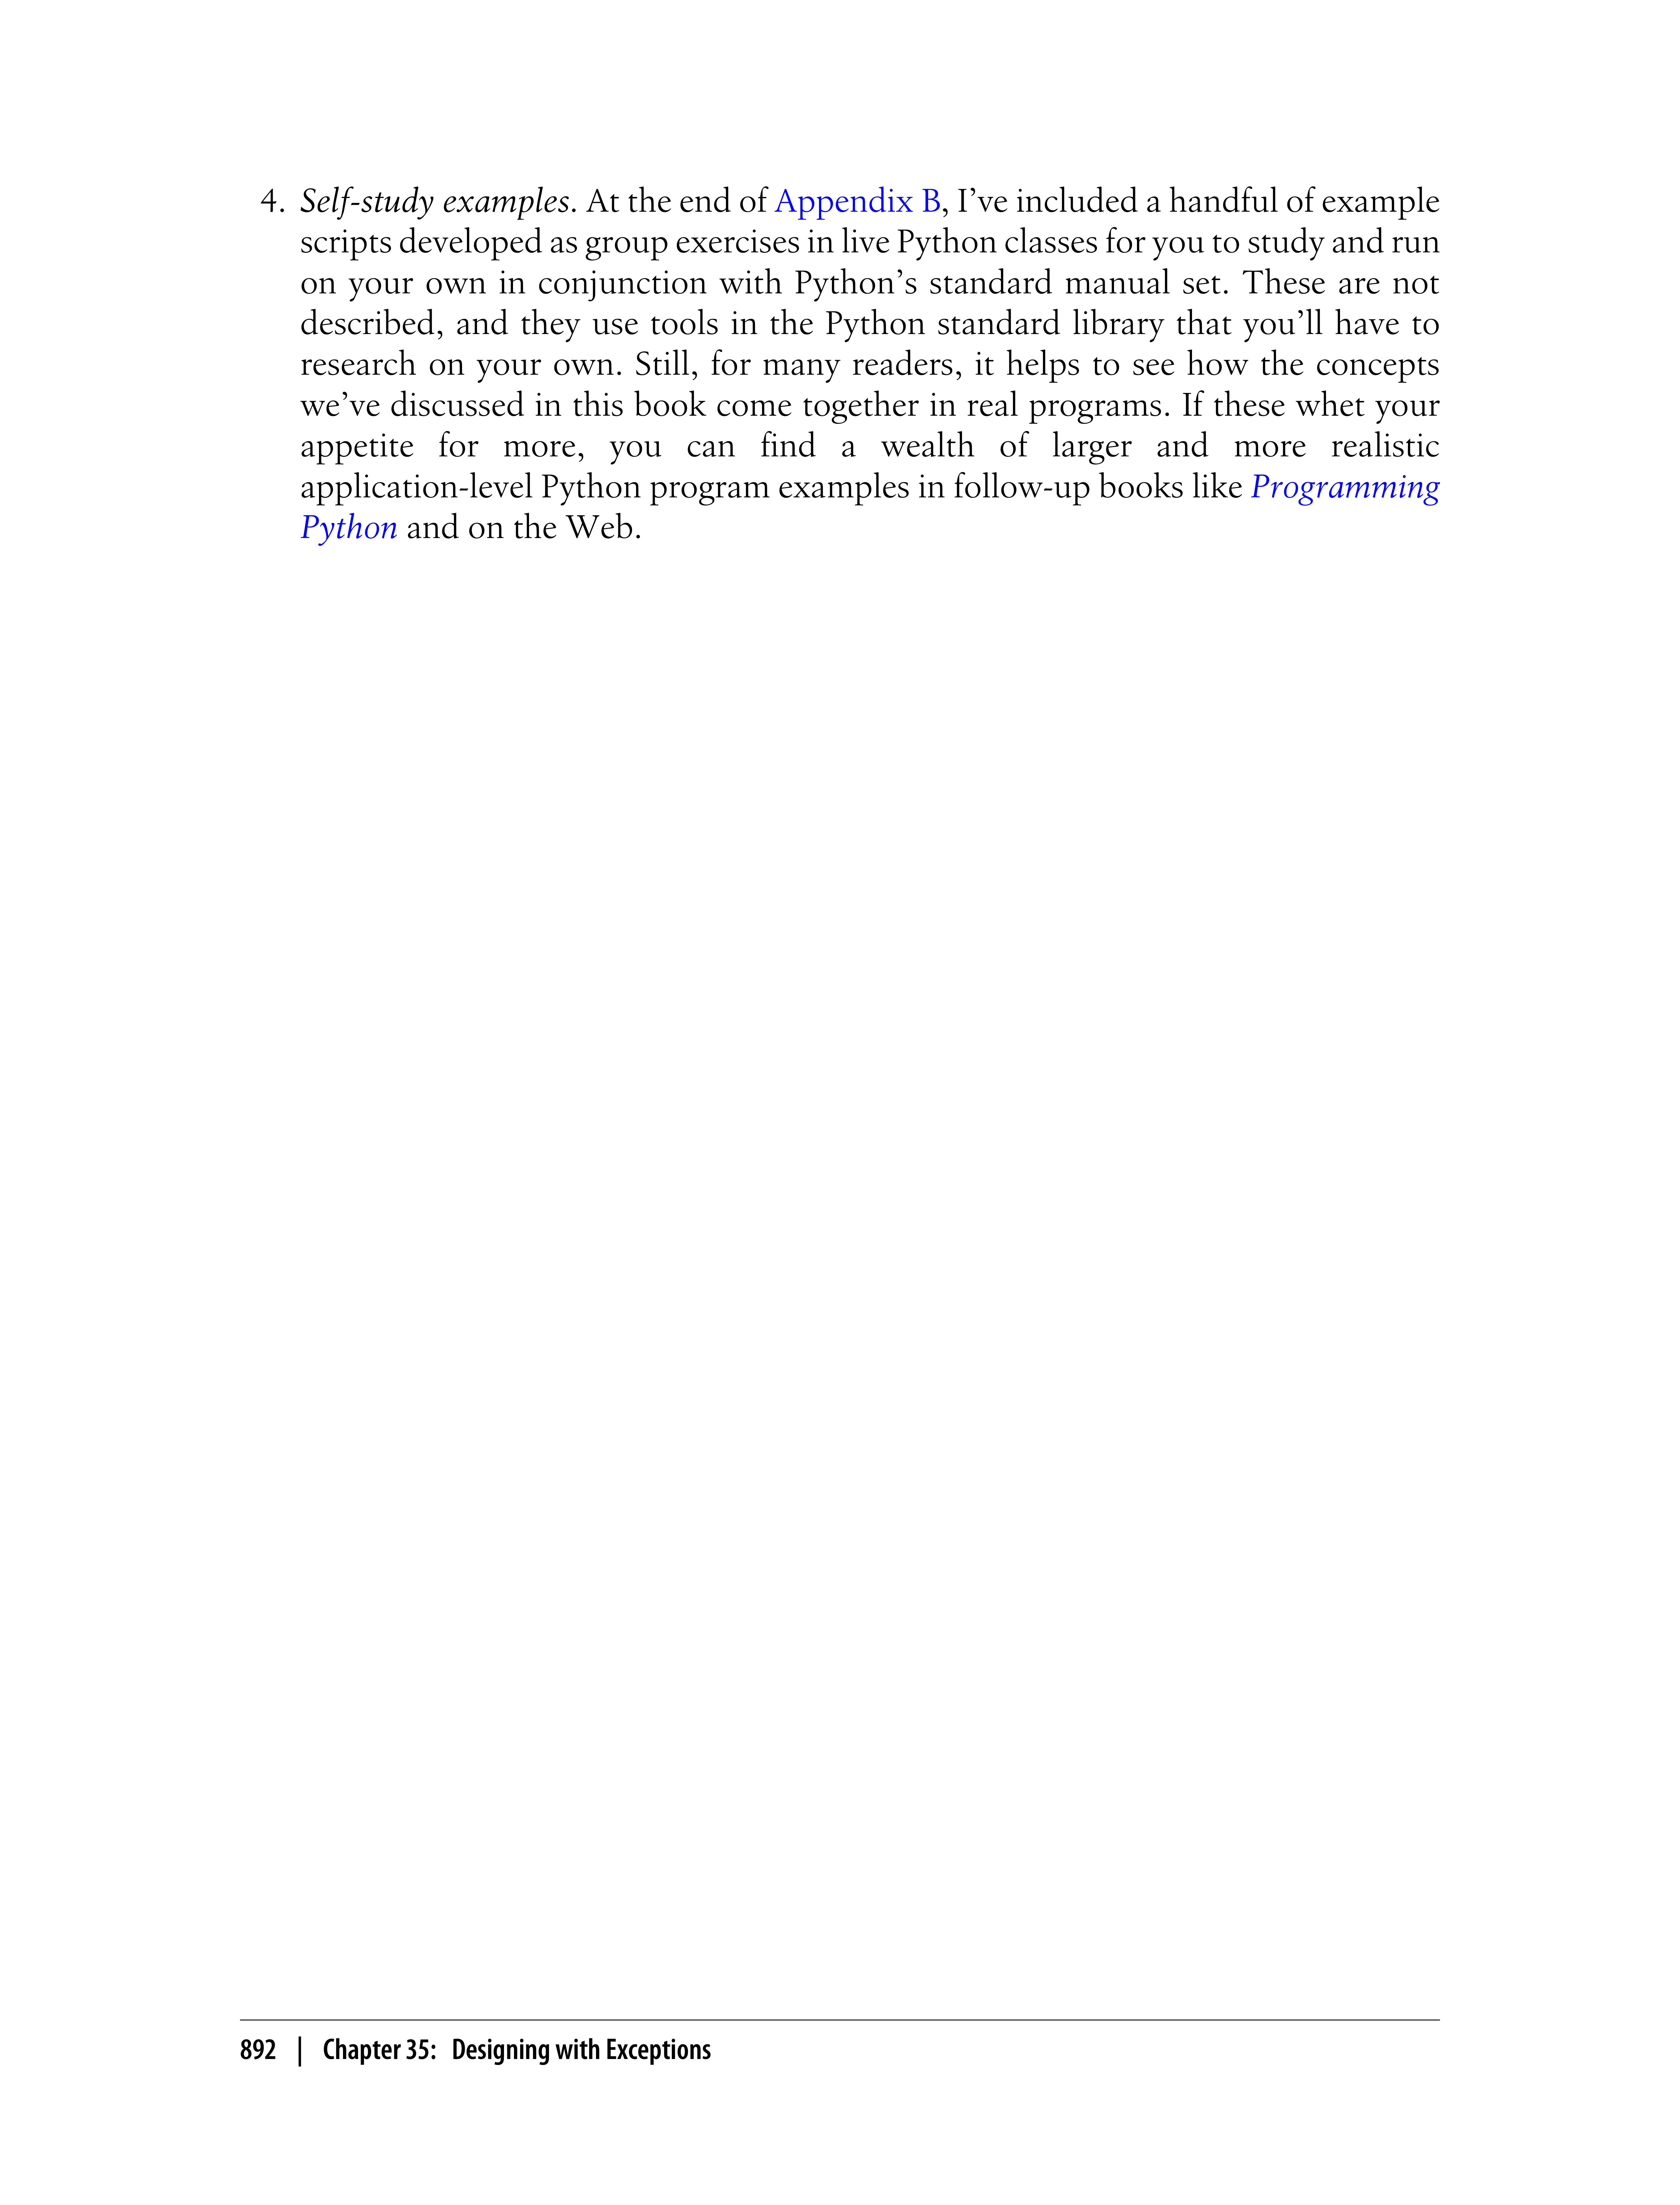 4. Self-study examples. At the end of Appendix B, I’ve included a handful of example
scripts developed as group exercises in live Python classes for you to study and run
on your own in conjunction with Python’s standard manual set. These are not
described, and they use tools in the Python standard library that you’ll have to
research on your own. Still, for many readers, it helps to see how the concepts
we’ve discussed in this book come together in real programs. If these whet your
appetite for more, you can find a wealth of larger and more realistic
application-level Python program examples in follow-up books like Programming
Python and on the Web.
892 | Chapter 35: Designing with Exceptions